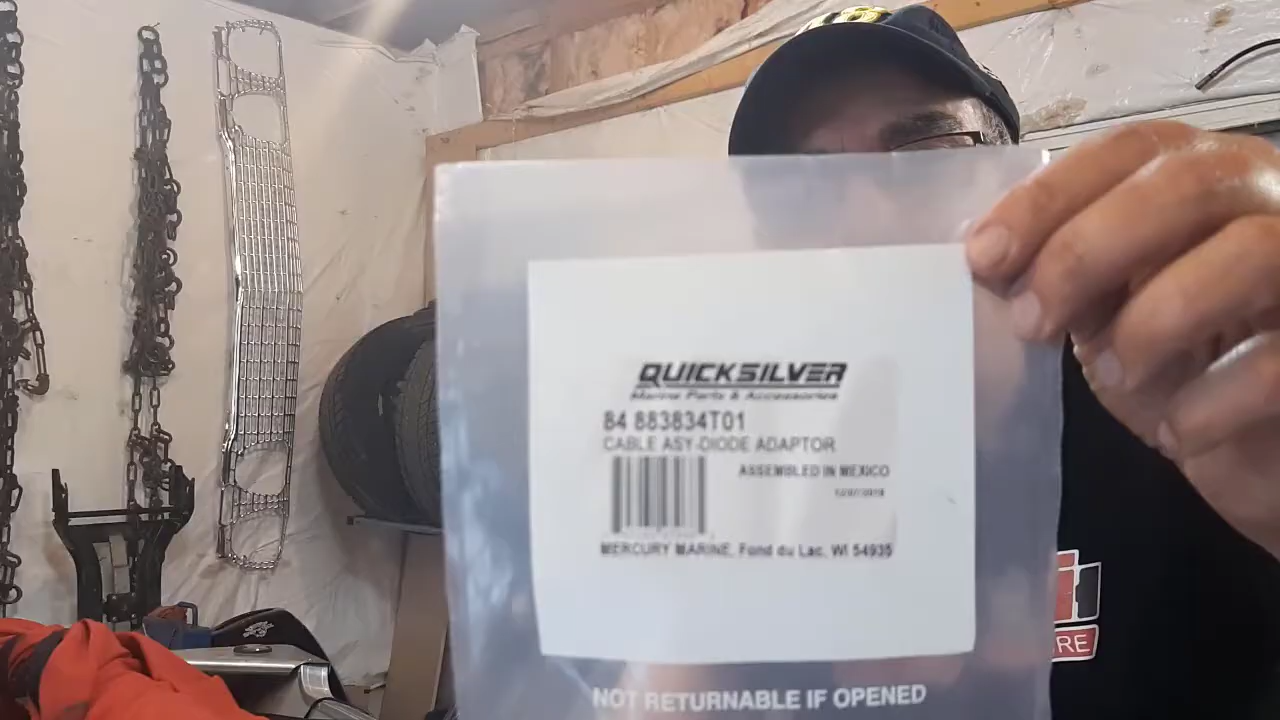 QUICKSILVER
Marine Parts & Accessories
84 883834T01
CABLE ASY-DIODE ADAPTOR
ASSEMBLED IN MEXICO
MERCURY MARINE, Fond du Lac, WI 54935
NOT RETURNABLE IF OPENED